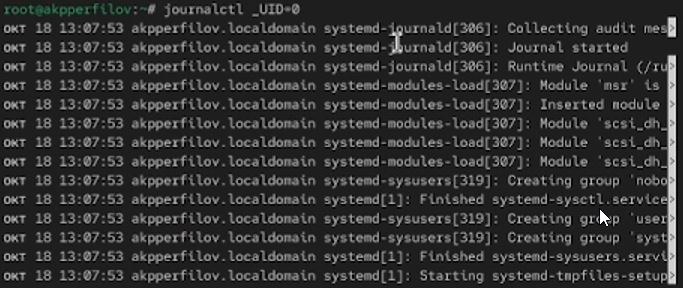 root@akpperfilov:~# journalctl _UID=0
окт 18 13:07:53 akpperfilov.localdomain systemd-journald[306]: Collecting audit mes>
окт 18 13:07:53 akpperfilov.localdomain systemd-journald[306]: Journal started
окт 18 13:07:53 akpperfilov.localdomain systemd-journald[306]: Runtime Journal (/ru>
окт 18 13:07:53 akpperfilov.localdomain systemd-modules-load[307]: Module 'msr' is >
окт 18 13:07:53 akpperfilov.localdomain systemd-modules-load[307]: Inserted module >
окт 18 13:07:53 akpperfilov.localdomain systemd-modules-load[307]: Module 'scsi_dh_>
окт 18 13:07:53 akpperfilov.localdomain systemd-modules-load[307]: Module 'scsi_dh_>
окт 18 13:07:53 akpperfilov.localdomain systemd-modules-load[307]: Module 'scsi_dh_>
окт 18 13:07:53 akpperfilov.localdomain systemd-sysusers[319]: Creating group 'nobo>
окт 18 13:07:53 akpperfilov.localdomain systemd[1]: Finished systemd-sysctl.service>
окт 18 13:07:53 akpperfilov.localdomain systemd-sysusers[319]: Creating group 'user>
окт 18 13:07:53 akpperfilov.localdomain systemd-sysusers[319]: Creating group 'syst>
окт 18 13:07:53 akpperfilov.localdomain systemd[1]: Finished systemd-sysusers.servi>
окт 18 13:07:53 akpperfilov.localdomain systemd[1]: Starting systemd-tmpfiles-setup>